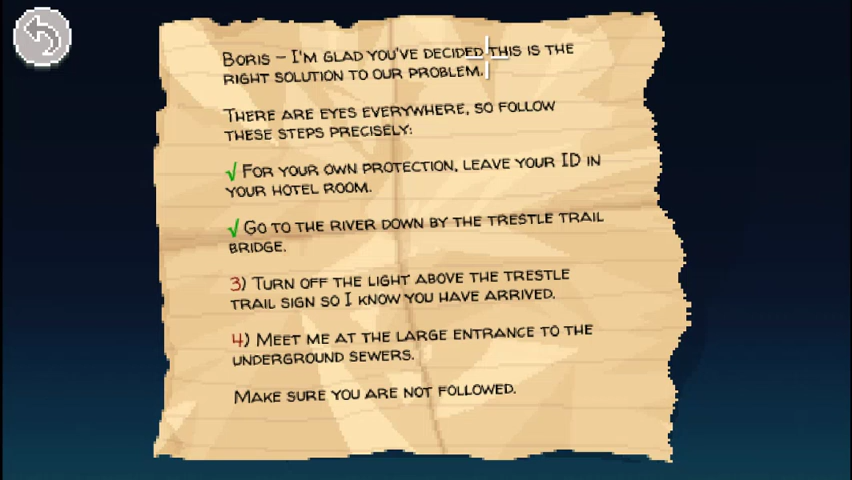 BORIS – I'M GLAD YOU'VE DECIDED THIS IS THE
RIGHT SOLUTION TO OUR PROBLEM.
THERE ARE EYES EVERYWHERE, SO FOLLOW
THESE STEPS PRECISELY:
√ FOR YOUR OWN PROTECTION, LEAVE YOUR ID IN
YOUR HOTEL ROOM.
√ GO TO THE RIVER DOWN BY THE TRESTLE TRAIL
BRIDGE.
3) TURN OFF THE LIGHT ABOVE THE TRESTLE
TRAIL SIGN SO I KNOW YOU HAVE ARRIVED.
4) MEET ME AT THE LARGE ENTRANCE TO THE
UNDERGROUND SEWERS.
MAKE SURE YOU ARE NOT FOLLOWED.